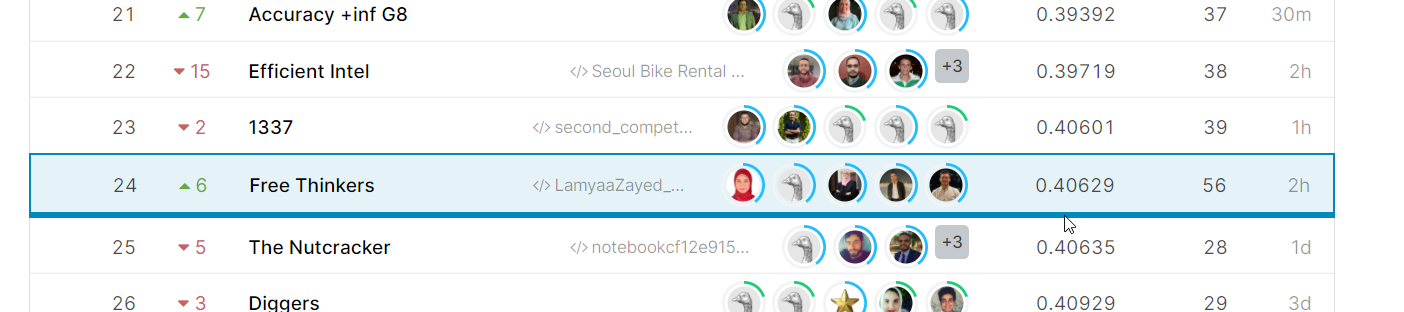 21 7 Accuracy +inf G8 0.39392 37 30m
22 15 Efficient Intel </> Seoul Bike Rental ... +3 0.39719 38 2h
23 2 1337 </> second_compet... 0.40601 39 1h
24 6 Free Thinkers </> LamyaaZayed_... 0.40629 56 2h
25 5 The Nutcracker </> notebookcf12e915... +3 0.40635 28 1d
26 3 Diggers 0.40929 29 3d